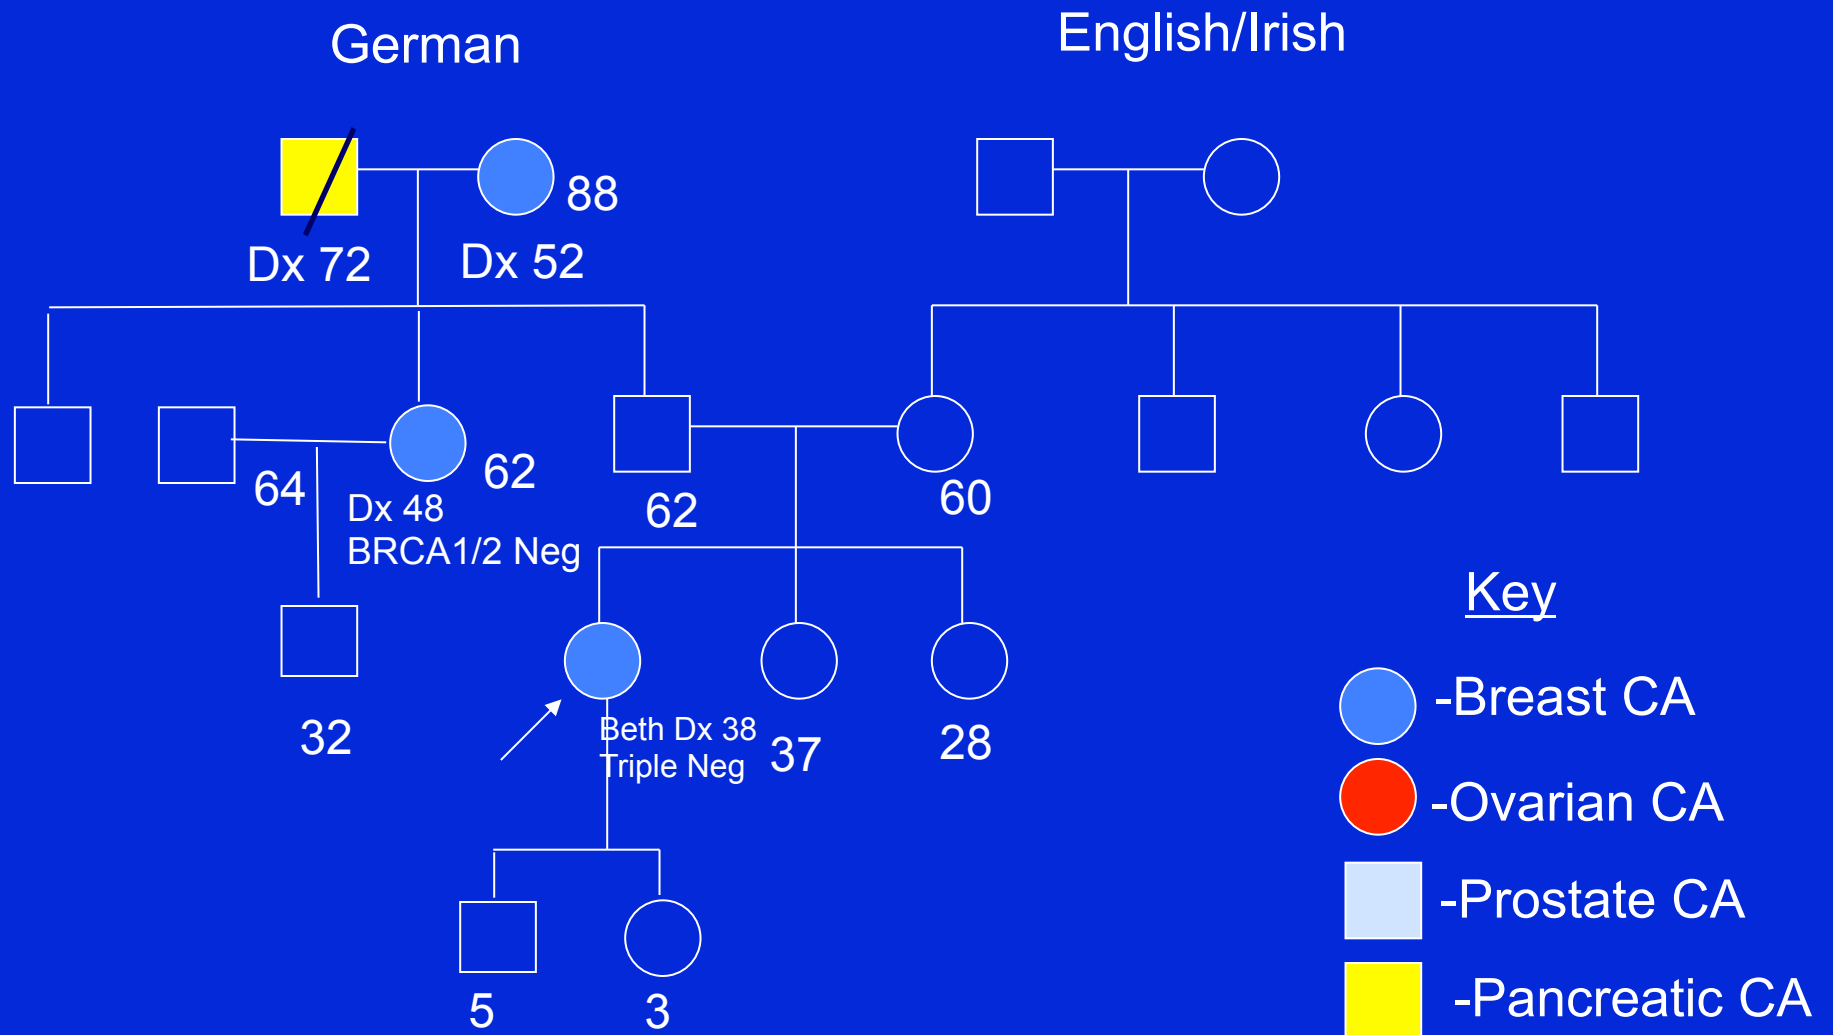 German
English/Irish
88
Dx 72
Dx 52
64
62
Dx 48
BRCA1/2 Neg
62
60
32
Beth Dx 38
Triple Neg
37
28
5
3
Key
-Breast CA
-Ovarian CA
-Prostate CA
-Pancreatic CA